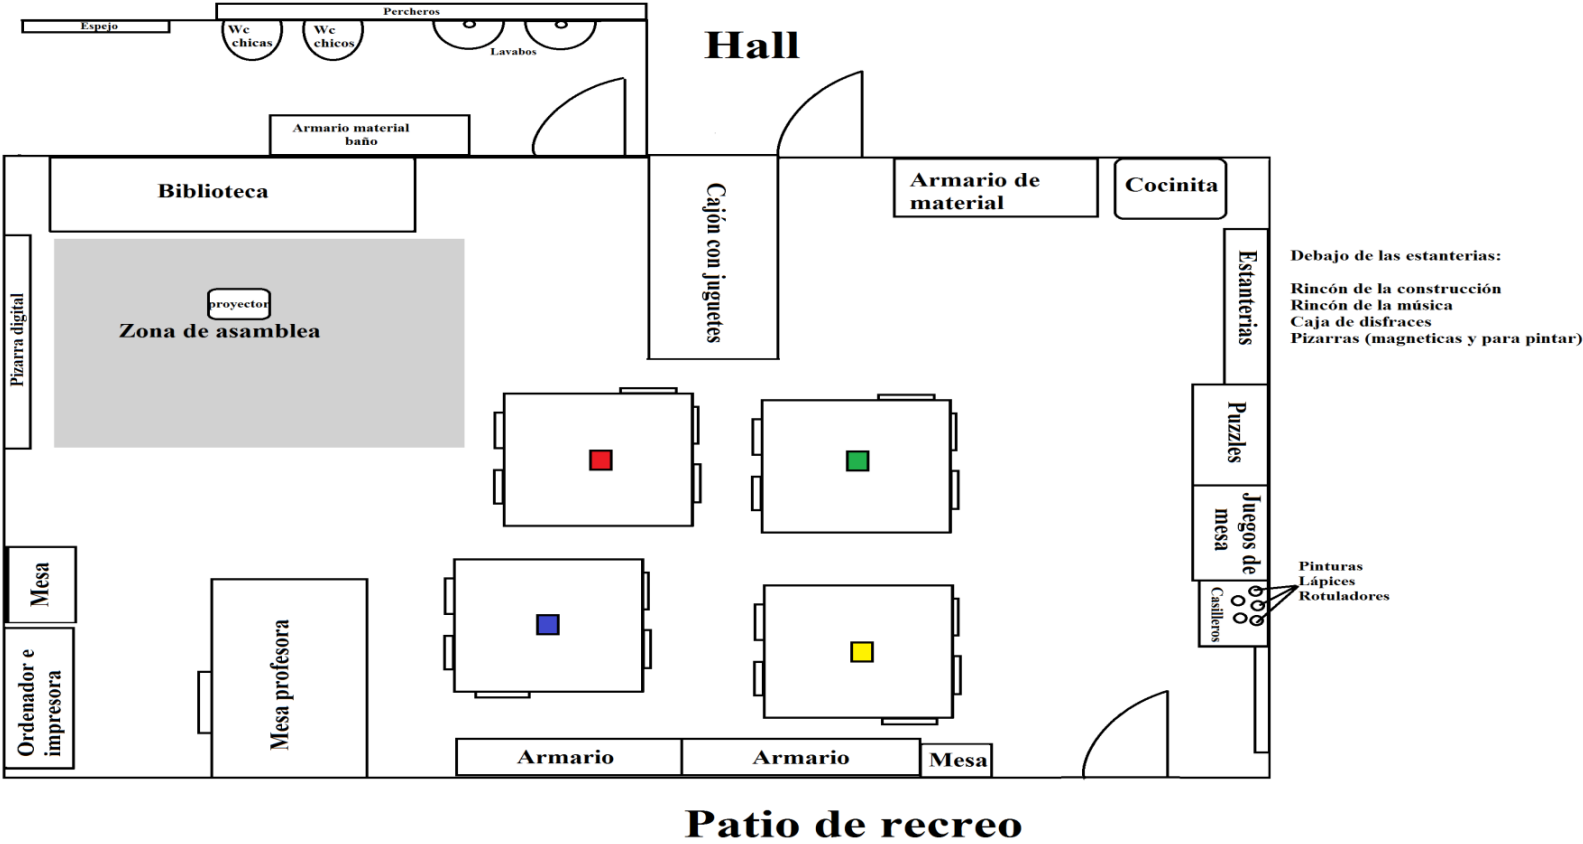 Percheros
Espejo
Wc
chicas
Wc
chicos
Lavabos
Hall
Armario material
baño
Biblioteca
Cajón con juguetes
Armario de
material
Cocinita
Pizarra digital
proyector
Zona de asamblea
Estanterias
Debajo de las estanterias:
Rincón de la construcción
Rincón de la música
Caja de disfraces
Pizarras (magneticas y para pintar)
Puzzles
Juegos de
mesa
Casilleros
Pinturas
Lápices
Rotuladores
Mesa
Ordenador e
impresora
Mesa profesora
Armario
Armario
Mesa
Patio de recreo